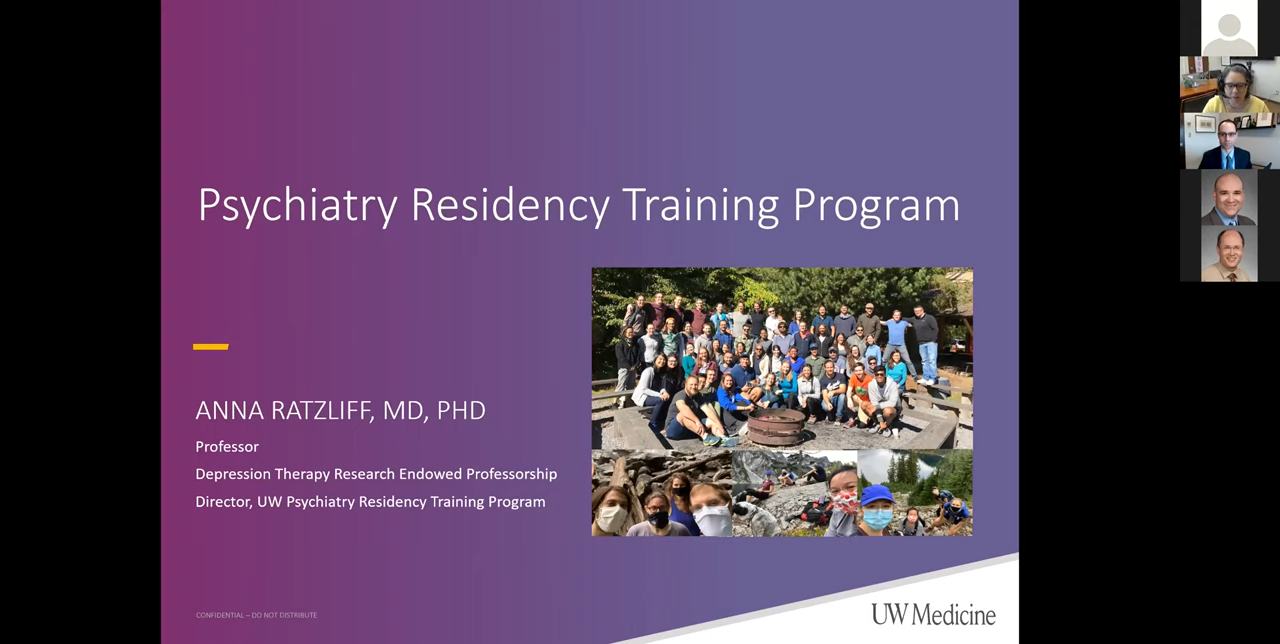 Psychiatry Residency Training Program
ANNA RATZLIFF, MD, PHD
Professor
Depression Therapy Research Endowed Professorship
Director, UW Psychiatry Residency Training Program
CONFIDENTIAL – DO NOT DISTRIBUTE
UW Medicine